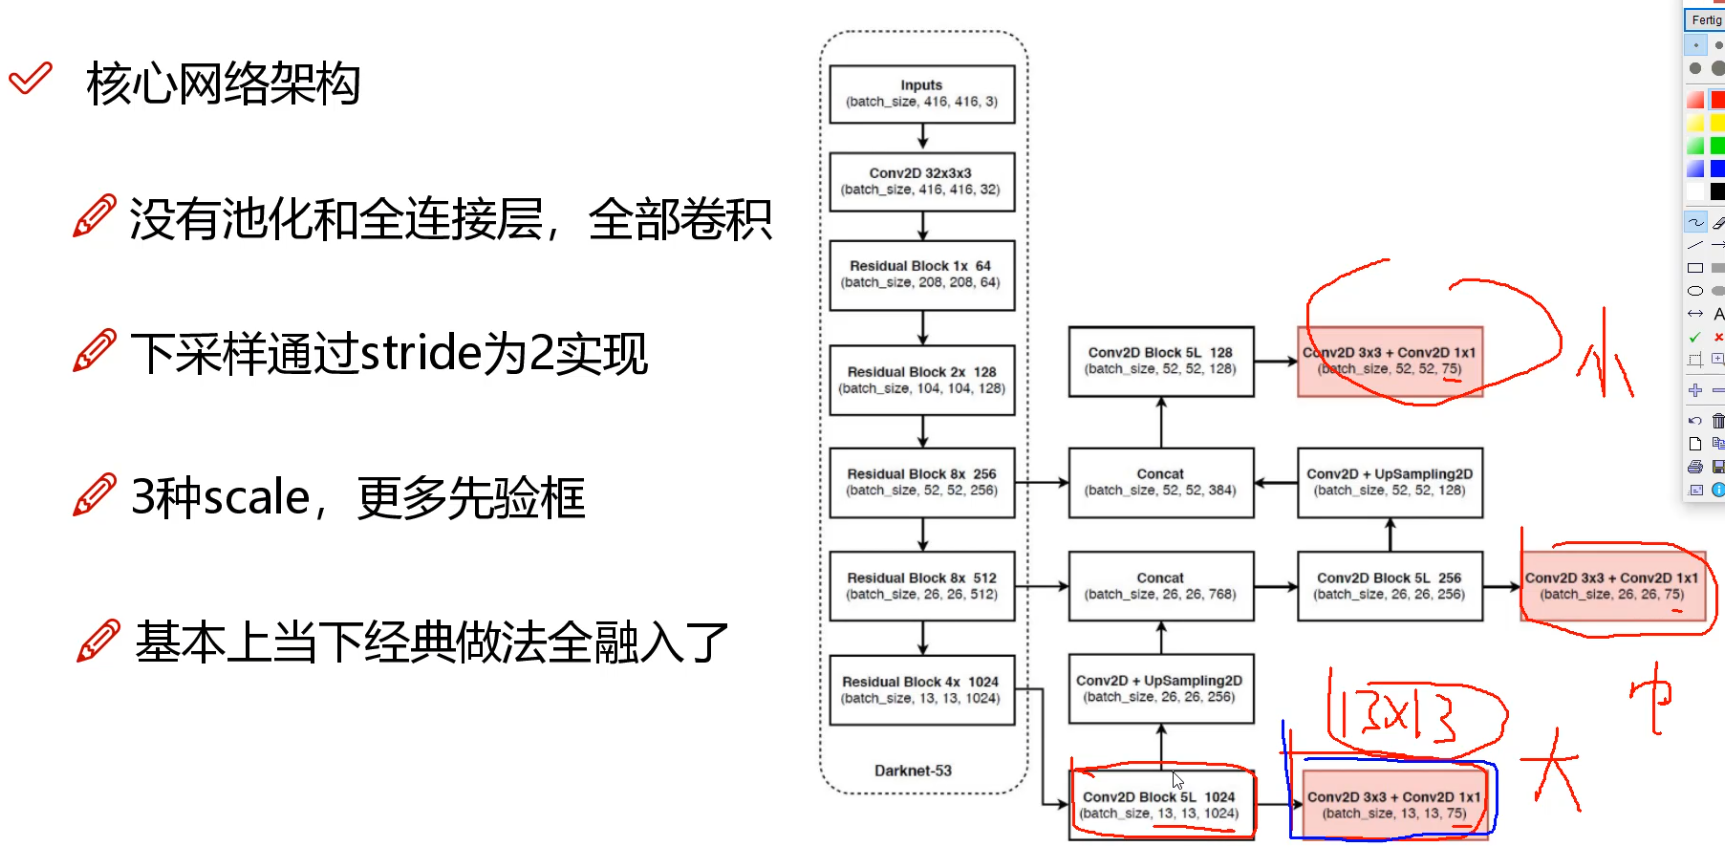 核心网络架构
没有池化和全连接层，全部卷积
下采样通过stride为2实现
3种scale，更多先验框
基本上当下经典做法全融入了
Inputs
(batch_size, 416, 416, 3)
Conv2D 32x3x3
(batch_size, 416, 416, 32)
Residual Block 1x 64
(batch_size, 208, 208, 64)
Residual Block 2x 128
(batch_size, 104, 104, 128)
Residual Block 8x 256
(batch_size, 52, 52, 256)
Residual Block 8x 512
(batch_size, 26, 26, 512)
Residual Block 4x 1024
(batch_size, 13, 13, 1024)
Darknet-53
Conv2D Block 5L 128
(batch_size, 52, 52, 128)
Conv2D 3x3 + Conv2D 1x1
(batch_size, 52, 52, 75)
小
Concat
(batch_size, 52, 52, 384)
Conv2D + UpSampling2D
(batch_size, 52, 52, 128)
Concat
(batch_size, 26, 26, 768)
Conv2D Block 5L 256
(batch_size, 26, 26, 256)
Conv2D 3x3 + Conv2D 1x1
(batch_size, 26, 26, 75)
中
Conv2D + UpSampling2D
(batch_size, 26, 26, 256)
13x13
大
Conv2D Block 5L 1024
(batch_size, 13, 13, 1024)
Conv2D 3x3 + Conv2D 1x1
(batch_size, 13, 13, 75)
Fertig
A